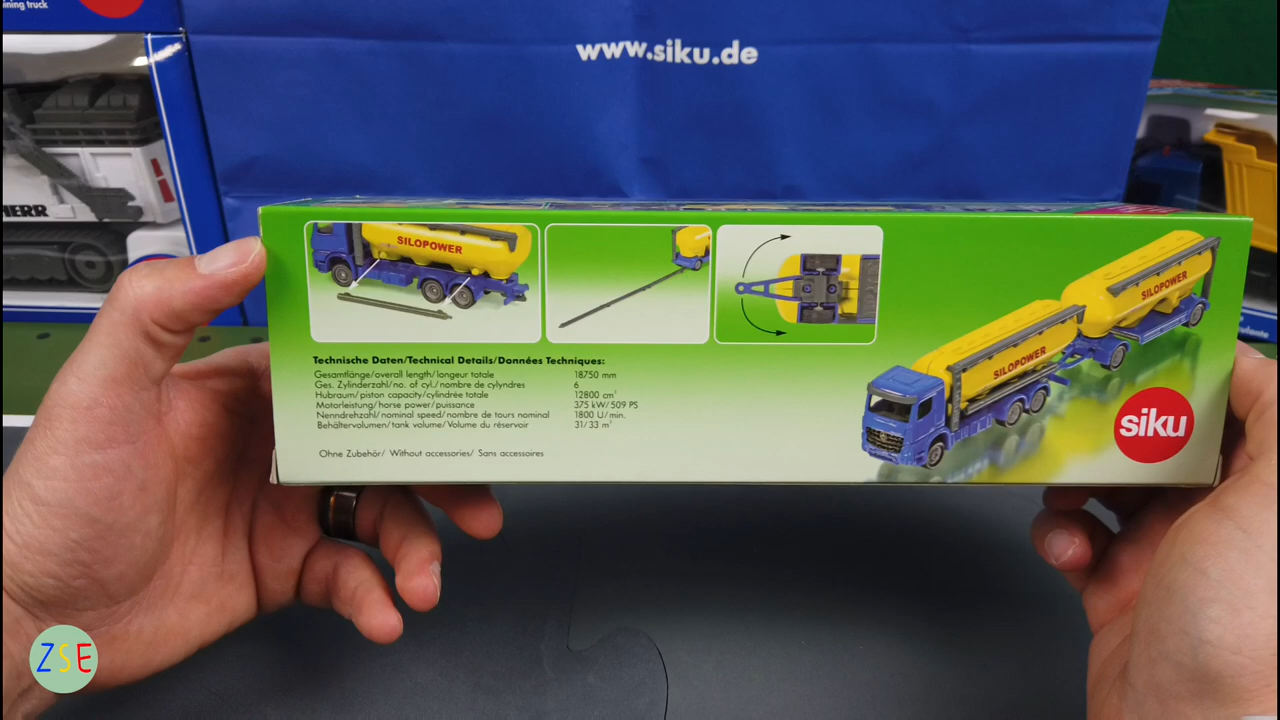 ining truck
www.siku.de
HERR
SILOPOWER
SILOPOWER
SILOPOWER
siku
Technische Daten/Technical Details/Données Techniques:
Gesamtlänge/overall length/longeur totale 18750 mm
Ges. Zylinderzahl/no. of cyl./nombre de cylyndres 6
Hubraum/piston capacity/cylindrée totale 12800 cm³
Motorleistung/horse power/puissance 375 kW/509 PS
Nenndrehzahl/nominal speed/nombre de tours nominal 1800 U/min.
Behältervolumen/tank volume/Volume du réservoir 31/33 m³
Ohne Zubehör/ Without accessories/ Sans accessoires
ZSE